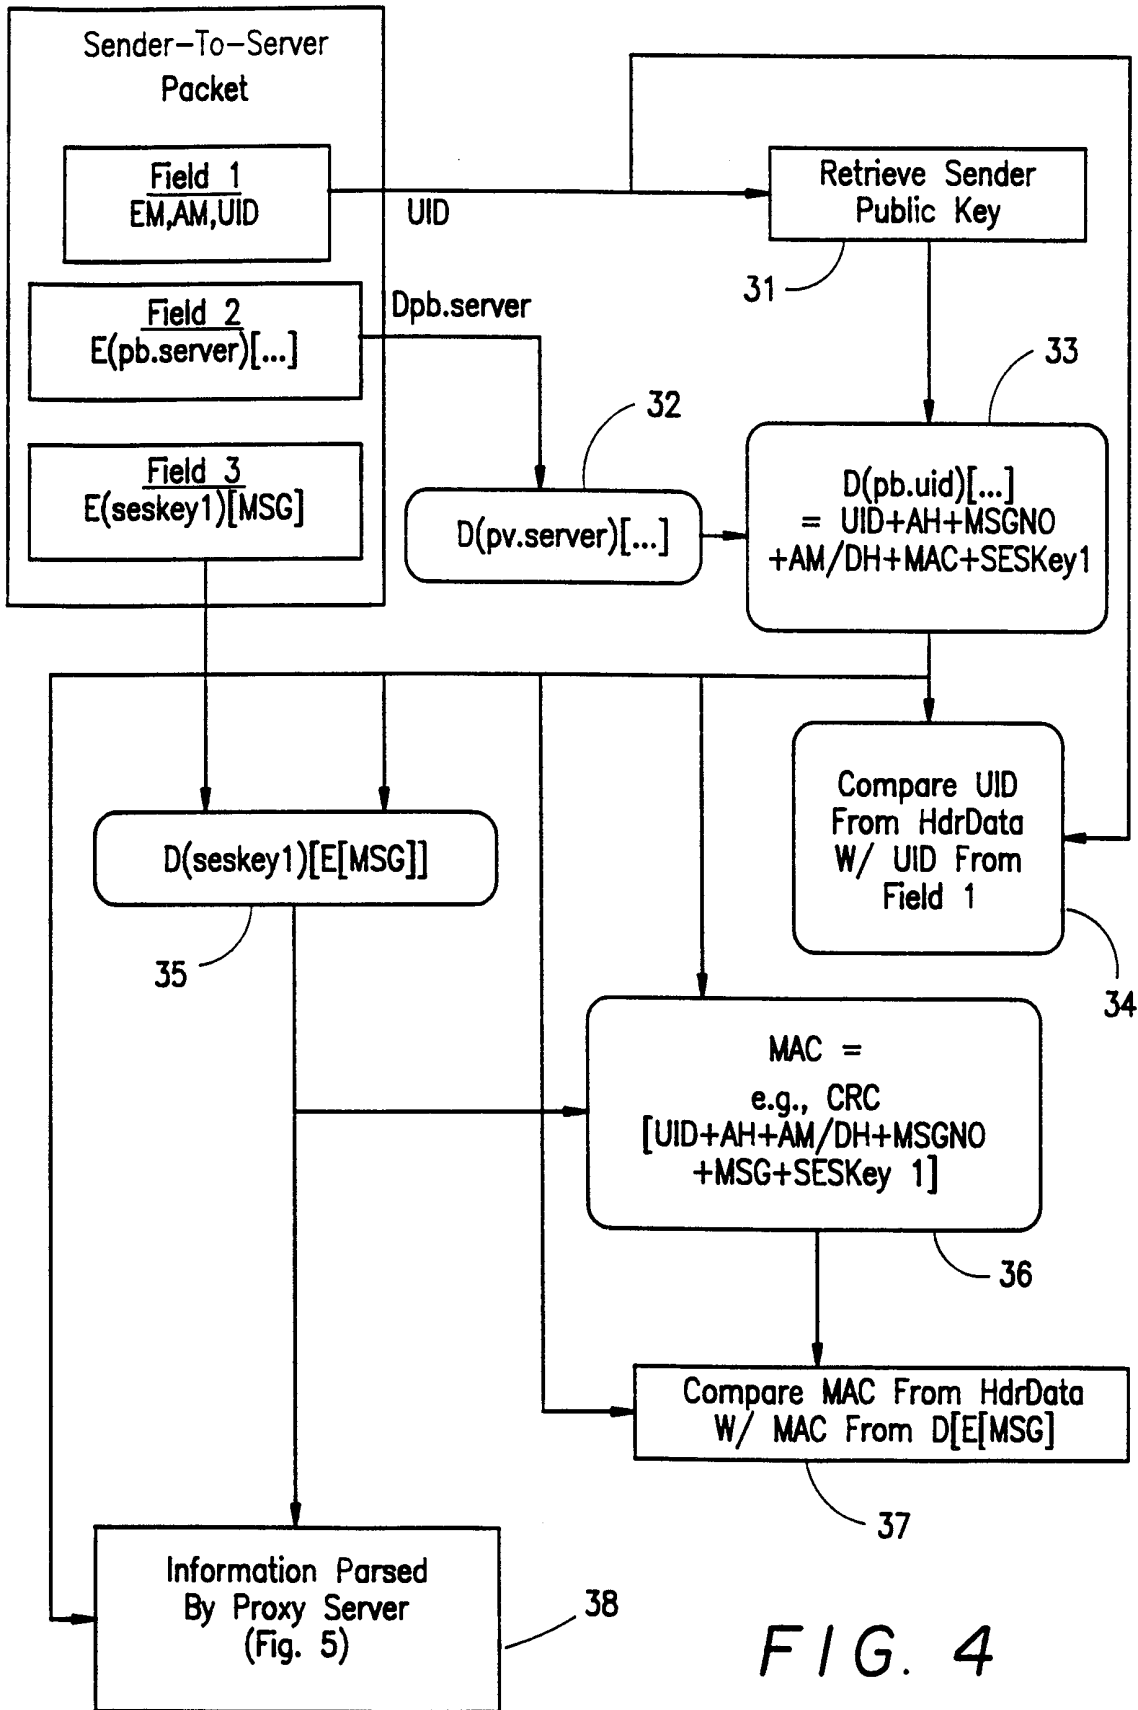 Sender-To-Server
Packet
Field 1
EM,AM,UID
UID
Retrieve Sender
Public Key
31
Field 2
E(pb.server)[...]
Dpb.server
33
32
Field 3
E(seskey1)[MSG]
D(pv.server)[...]
D(pb.uid)[...]
= UID+AH+MSGNO
+AM/DH+MAC+SESKey1
Compare UID
From HdrData
W/ UID From
Field 1
34
D(seskey1)[E[MSG]]
35
MAC =
e.g., CRC
[UID+AH+AM/DH+MSGNO
+MSG+SESKey 1]
36
Compare MAC From HdrData
W/ MAC From D[E[MSG]
37
Information Parsed
By Proxy Server
(Fig. 5)
38
FIG. 4